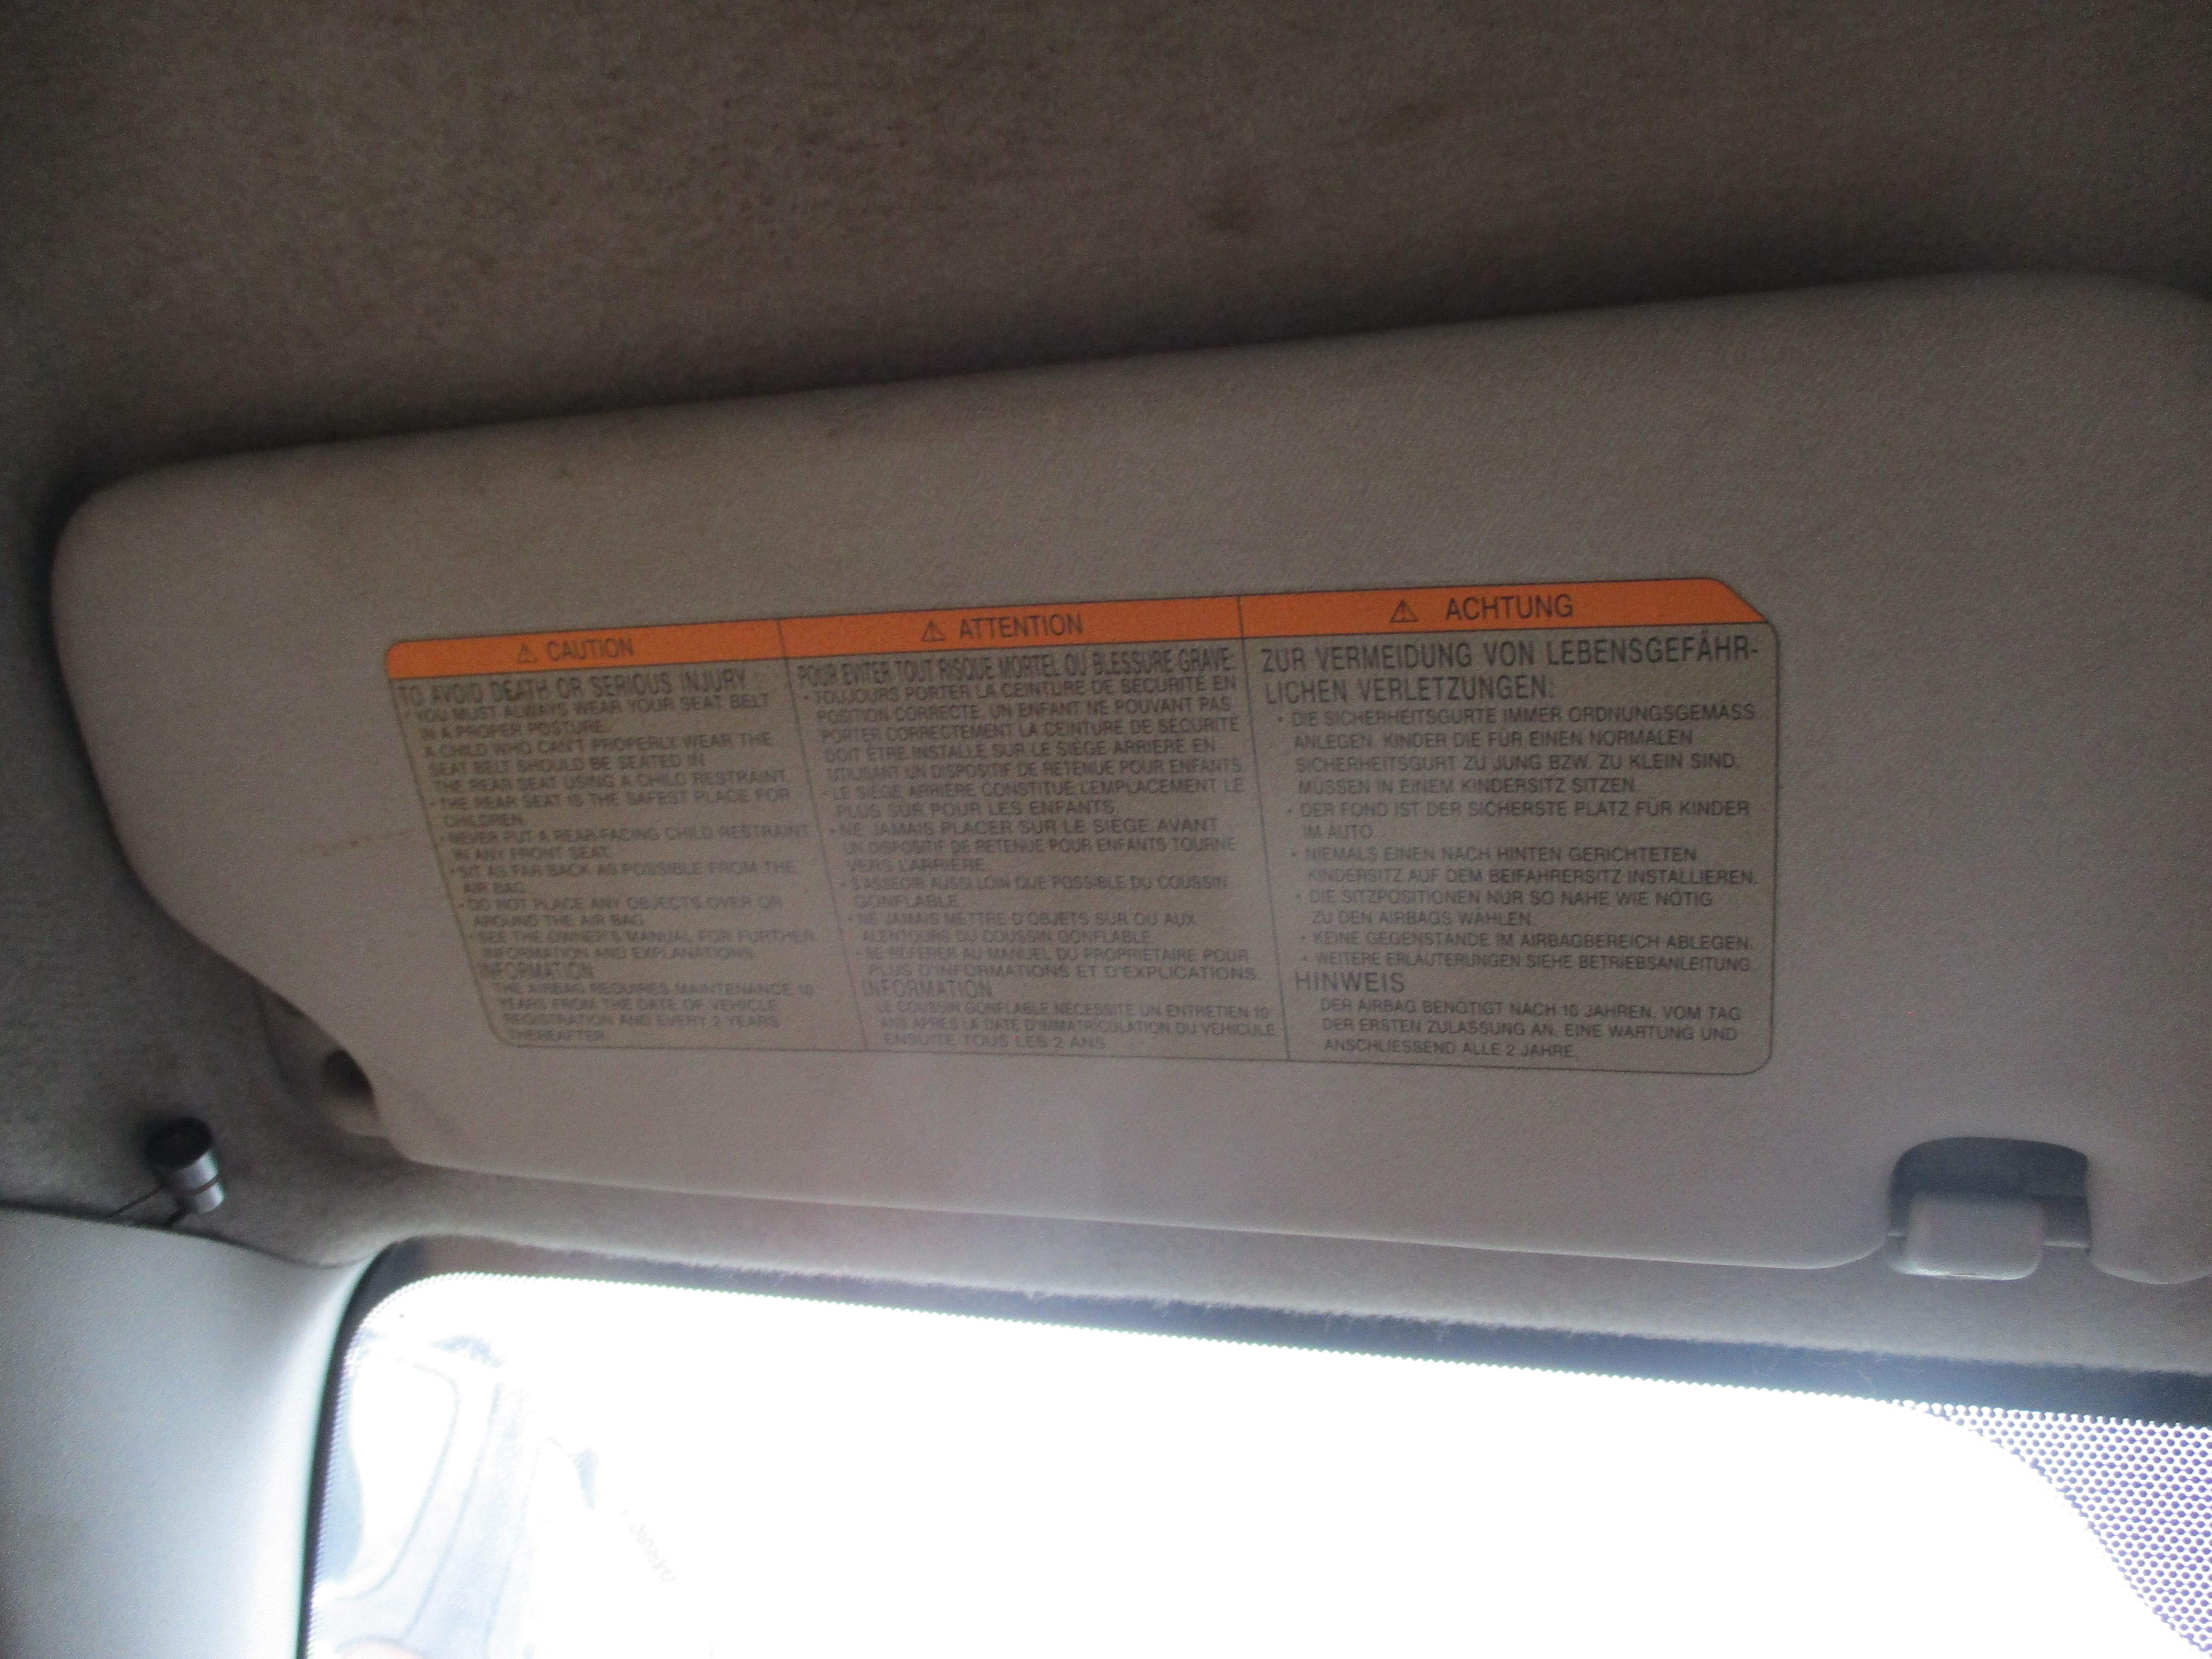 ⚠ CAUTION
TO AVOID DEATH OR SERIOUS INJURY:
• YOU MUST ALWAYS WEAR YOUR SEAT BELT
IN A PROPER POSTURE.
A CHILD WHO CAN'T PROPERLY WEAR THE
SEAT BELT SHOULD BE SEATED IN
THE REAR SEAT USING A CHILD RESTRAINT.
• THE REAR SEAT IS THE SAFEST PLACE FOR
CHILDREN.
• NEVER PUT A REAR-FACING CHILD RESTRAINT
IN ANY FRONT SEAT.
• SIT AS FAR BACK AS POSSIBLE FROM THE
AIR BAG.
• DO NOT PLACE ANY OBJECTS OVER OR
AROUND THE AIR BAG.
• SEE THE OWNER'S MANUAL FOR FURTHER
INFORMATION AND EXPLANATIONS.
INFORMATION
THE AIRBAG REQUIRES MAINTENANCE 10
YEARS FROM THE DATE OF VEHICLE
REGISTRATION AND EVERY 2 YEARS
THEREAFTER.
⚠ ATTENTION
POUR EVITER TOUT RISQUE MORTEL OU BLESSURE GRAVE:
• TOUJOURS PORTER LA CEINTURE DE SECURITE EN
POSITION CORRECTE. UN ENFANT NE POUVANT PAS
PORTER CORRECTEMENT LA CEINTURE DE SECURITE
DOIT ÊTRE INSTALLE SUR LE SIEGE ARRIERE EN
UTILISANT UN DISPOSITIF DE RETENUE POUR ENFANTS.
• LE SIEGE ARRIERE CONSTITUE L'EMPLACEMENT LE
PLUS SÛR POUR LES ENFANTS.
• NE JAMAIS PLACER SUR LE SIEGE AVANT
UN DISPOSITIF DE RETENUE POUR ENFANTS TOURNE
VERS L'ARRIERE.
• S'ASSEOIR AUSSI LOIN QUE POSSIBLE DU COUSSIN
GONFLABLE.
• NE JAMAIS METTRE D'OBJETS SUR OU AUX
ALENTOURS DU COUSSIN GONFLABLE.
• SE REFERER AU MANUEL DU PROPRIETAIRE POUR
PLUS D'INFORMATIONS ET D'EXPLICATIONS.
INFORMATION
LE COUSSIN GONFLABLE NECESSITE UN ENTRETIEN 10
ANS APRES LA DATE D'IMMATRICULATION DU VEHICULE.
ENSUITE TOUS LES 2 ANS.
⚠ ACHTUNG
ZUR VERMEIDUNG VON LEBENSGEFÄHR-
LICHEN VERLETZUNGEN:
• DIE SICHERHEITSGURTE IMMER ORDNUNGSGEMÄSS
ANLEGEN. KINDER DIE FÜR EINEN NORMALEN
SICHERHEITSGURT ZU JUNG BZW. ZU KLEIN SIND,
MÜSSEN IN EINEM KINDERSITZ SITZEN.
• DER FOND IST DER SICHERSTE PLATZ FÜR KINDER
IM AUTO.
• NIEMALS EINEN NACH HINTEN GERICHTETEN
KINDERSITZ AUF DEM BEIFAHRERSITZ INSTALLIEREN.
• DIE SITZPOSITIONEN NUR SO NAHE WIE NÖTIG
ZU DEN AIRBAGS WÄHLEN.
• KEINE GEGENSTÄNDE IM AIRBAGBEREICH ABLEGEN.
• WEITERE ERLÄUTERUNGEN SIEHE BETRIEBSANLEITUNG.
HINWEIS
DER AIRBAG BENÖTIGT NACH 10 JAHREN, VOM TAG
DER ERSTEN ZULASSUNG AN, EINE WARTUNG UND
ANSCHLIESSEND ALLE 2 JAHRE.